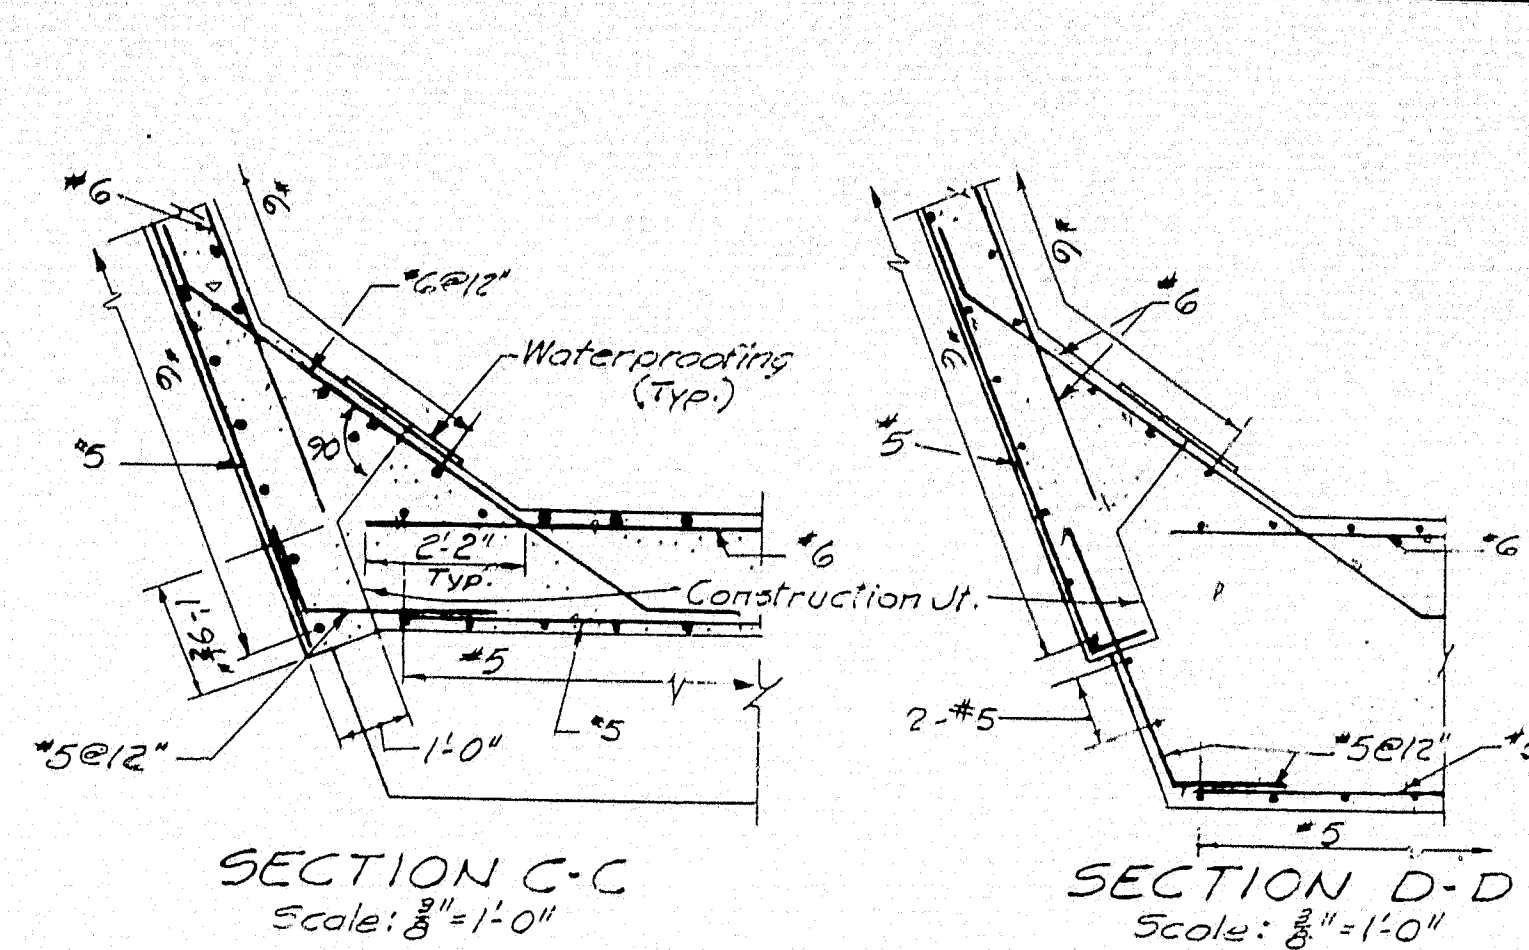 #6
#6
#6@12"
Waterproofing
(Typ.)
#6
#5
90
2'-2"
Typ.
#6
Construction Jt.
#5
#5
1'-0"
#5@12"
SECTION C-C
Scale: 3/8" = 1'-0"
#6
#6
#6
#5
#6
2-#5
#5@12"
#5
#5
SECTION D-D
Scale: 3/8" = 1'-0"